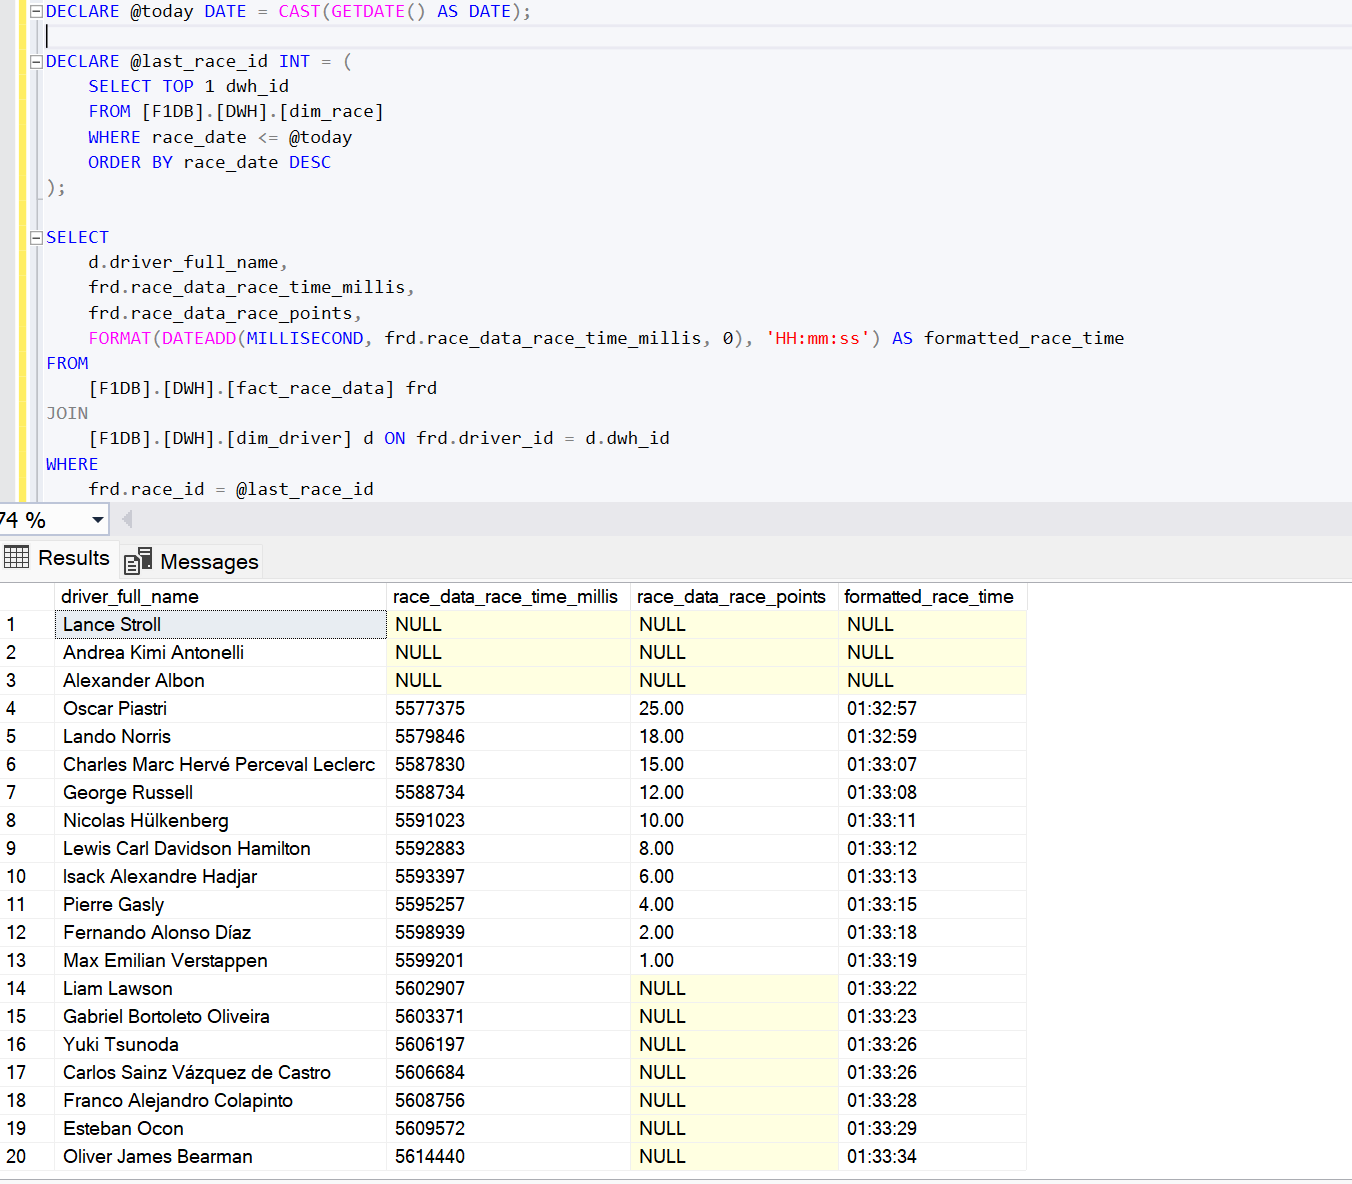 DECLARE @today DATE = CAST(GETDATE() AS DATE);
DECLARE @last_race_id INT = (
SELECT TOP 1 dwh_id
FROM [F1DB].[DWH].[dim_race]
WHERE race_date <= @today
ORDER BY race_date DESC
);
SELECT
d.driver_full_name,
frd.race_data_race_time_millis,
frd.race_data_race_points,
FORMAT(DATEADD(MILLISECOND, frd.race_data_race_time_millis, 0), 'HH:mm:ss') AS formatted_race_time
FROM
[F1DB].[DWH].[fact_race_data] frd
JOIN
[F1DB].[DWH].[dim_driver] d ON frd.driver_id = d.dwh_id
WHERE
frd.race_id = @last_race_id
74 %
Results Messages
driver_full_name race_data_race_time_millis race_data_race_points formatted_race_time
1 Lance Stroll NULL NULL NULL
2 Andrea Kimi Antonelli NULL NULL NULL
3 Alexander Albon NULL NULL NULL
4 Oscar Piastri 5577375 25.00 01:32:57
5 Lando Norris 5579846 18.00 01:32:59
6 Charles Marc Hervé Perceval Leclerc 5587830 15.00 01:33:07
7 George Russell 5588734 12.00 01:33:08
8 Nicolas Hülkenberg 5591023 10.00 01:33:11
9 Lewis Carl Davidson Hamilton 5592883 8.00 01:33:12
10 Isack Alexandre Hadjar 5593397 6.00 01:33:13
11 Pierre Gasly 5595257 4.00 01:33:15
12 Fernando Alonso Díaz 5598939 2.00 01:33:18
13 Max Emilian Verstappen 5599201 1.00 01:33:19
14 Liam Lawson 5602907 NULL 01:33:22
15 Gabriel Bortoleto Oliveira 5603371 NULL 01:33:23
16 Yuki Tsunoda 5606197 NULL 01:33:26
17 Carlos Sainz Vázquez de Castro 5606684 NULL 01:33:26
18 Franco Alejandro Colapinto 5608756 NULL 01:33:28
19 Esteban Ocon 5609572 NULL 01:33:29
20 Oliver James Bearman 5614440 NULL 01:33:34